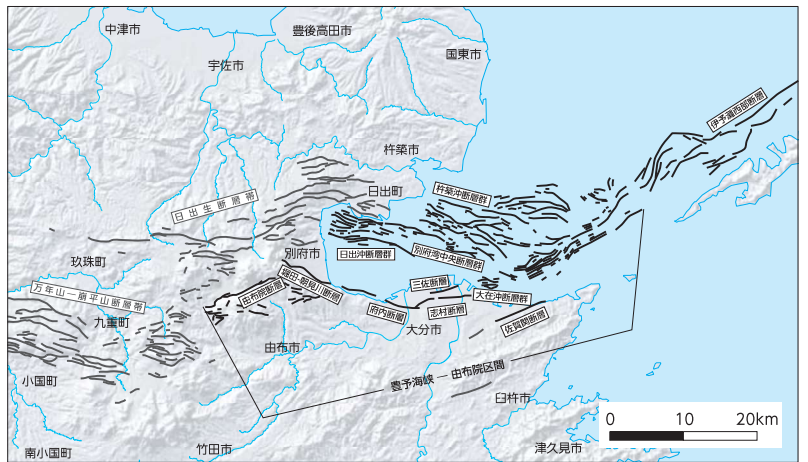 中津市
豊後高田市
国東市
宇佐市
伊予灘西部断層
杵築市
日出町
杵築沖断層群
日出生断層帯
別府市
日出沖断層群
別府湾中央断層群
玖珠町
堀田-朝見川断層
三佐断層
由布院断層
大在沖断層群
万年山ー崩平山断層帯
九重町
府内断層
志村断層
佐賀関断層
大分市
由布市
豊予海峡 ― 由布院区間
小国町
臼杵市
0 10 20km
南小国町
竹田市
津久見市